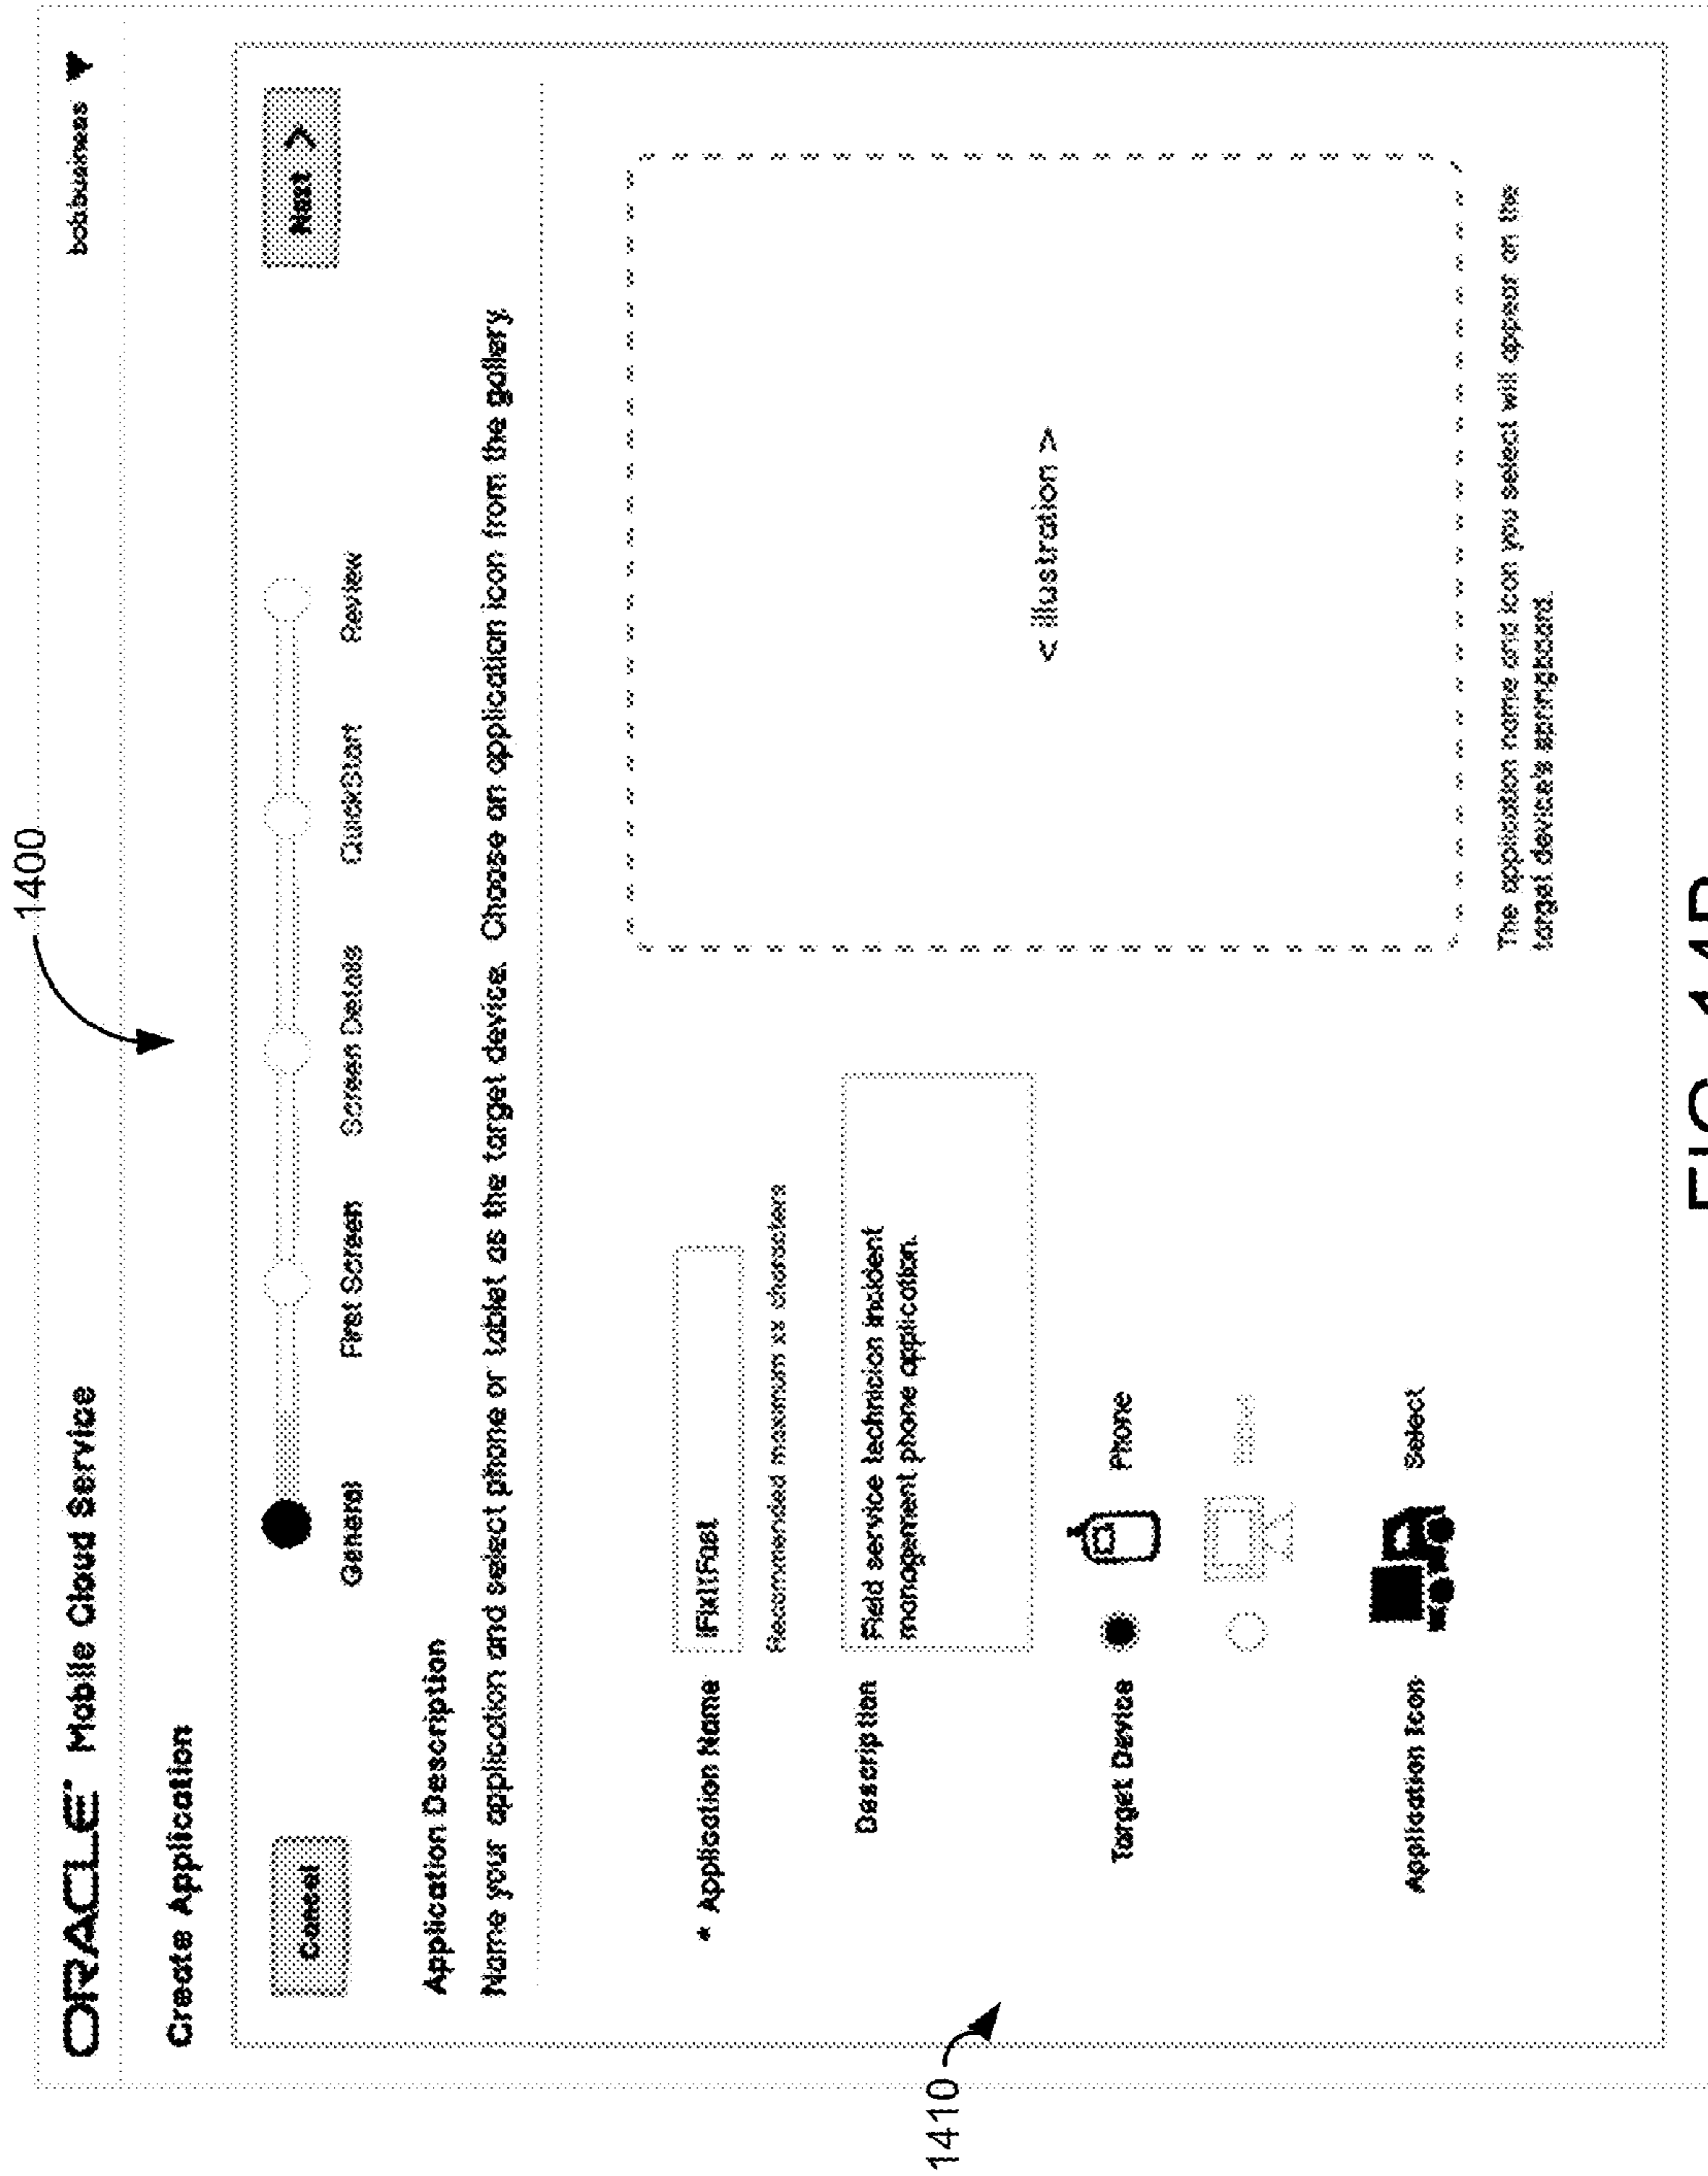 1400
ORACLE Mobile Cloud Service
bobbusiness
Create Application
Cancel
Next >
General
First Screen
Screen Details
QuickStart
Review
Application Description
Name your application and select phone or tablet as the target device. Choose an application icon from the gallery.
* Application Name
iFixItFast
Recommended maximum xx characters
Description
Field service technician incident
management phone application.
1410
Target Device
Phone
Application Icon
Select
< illustration >
The application name and icon you select will appear on the
target device's springboard.